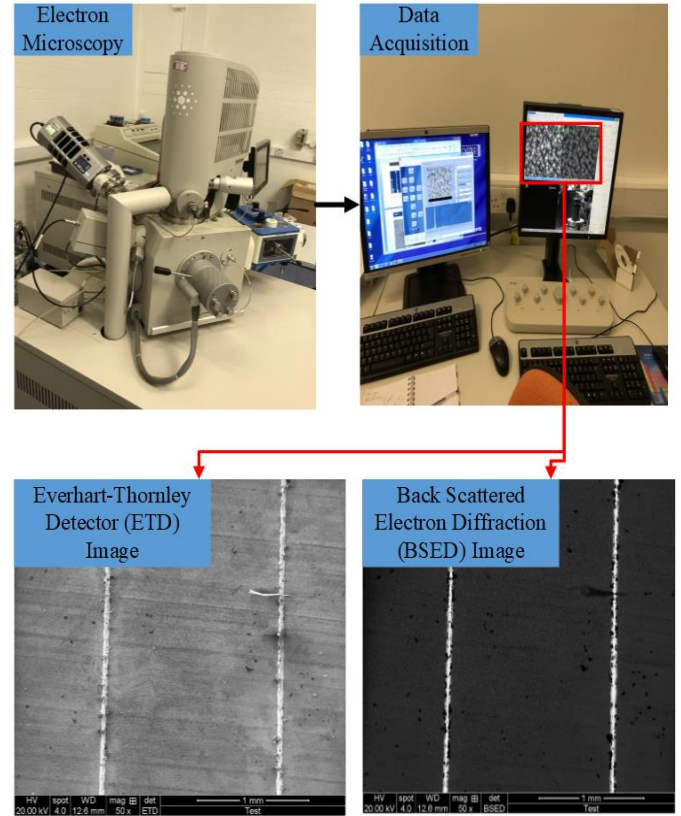 Electron
Microscopy
Data
Acquisition
Everhart-Thornley
Detector (ETD)
Image
Back Scattered
Electron Diffraction
(BSED) Image
HV spot WD mag ⊞ det 1 mm
20.00 kV 4.0 12.6 mm 50 x ETD Test
HV spot WD mag ⊞ det 1 mm
20.00 kV 4.0 12.6 mm 50 x BSED Test